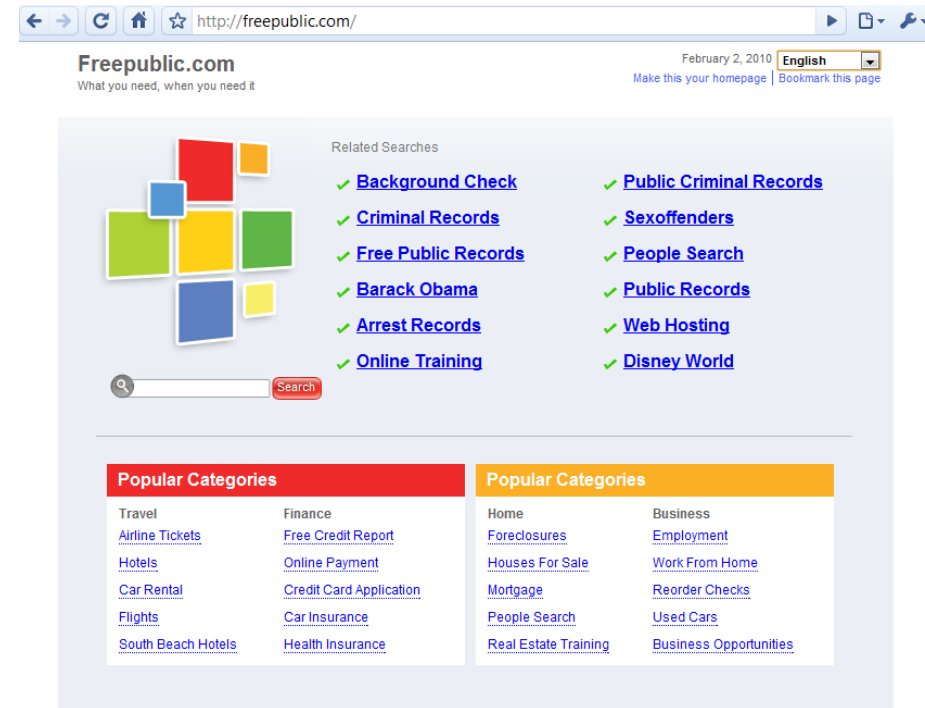 http://freepublic.com/
Freepublic.com
What you need, when you need it
February 2, 2010 English
Make this your homepage | Bookmark this page
Related Searches
Background Check
Public Criminal Records
Criminal Records
Sexoffenders
Free Public Records
People Search
Barack Obama
Public Records
Arrest Records
Web Hosting
Online Training
Disney World
Search
Popular Categories
Popular Categories
Travel Finance
Home Business
Airline Tickets Free Credit Report
Foreclosures Employment
Hotels Online Payment
Houses For Sale Work From Home
Car Rental Credit Card Application
Mortgage Reorder Checks
Flights Car Insurance
People Search Used Cars
South Beach Hotels Health Insurance
Real Estate Training Business Opportunities